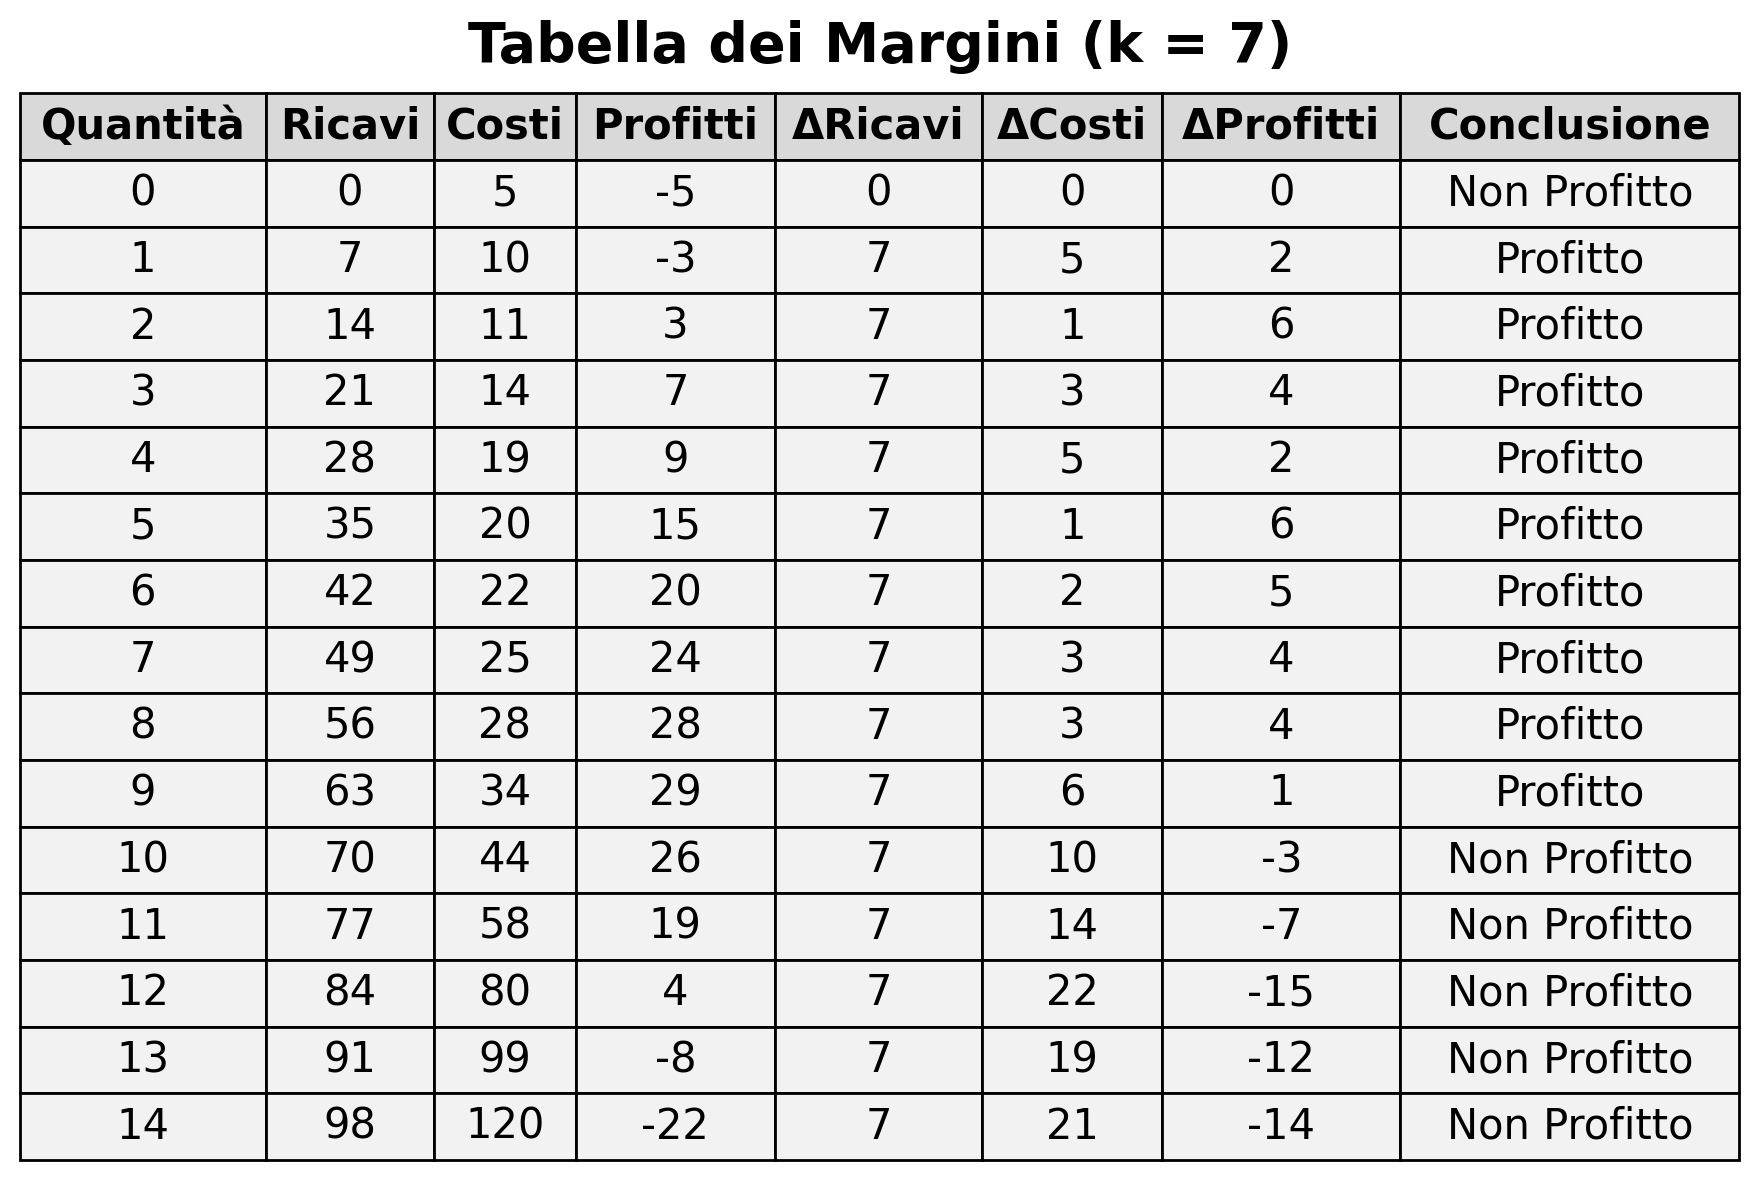 Tabella dei Margini (k = 7)
Quantità Ricavi Costi Profitti ΔRicavi ΔCosti ΔProfitti Conclusione
0 0 5 -5 0 0 0 Non Profitto
1 7 10 -3 7 5 2 Profitto
2 14 11 3 7 1 6 Profitto
3 21 14 7 7 3 4 Profitto
4 28 19 9 7 5 2 Profitto
5 35 20 15 7 1 6 Profitto
6 42 22 20 7 2 5 Profitto
7 49 25 24 7 3 4 Profitto
8 56 28 28 7 3 4 Profitto
9 63 34 29 7 6 1 Profitto
10 70 44 26 7 10 -3 Non Profitto
11 77 58 19 7 14 -7 Non Profitto
12 84 80 4 7 22 -15 Non Profitto
13 91 99 -8 7 19 -12 Non Profitto
14 98 120 -22 7 21 -14 Non Profitto